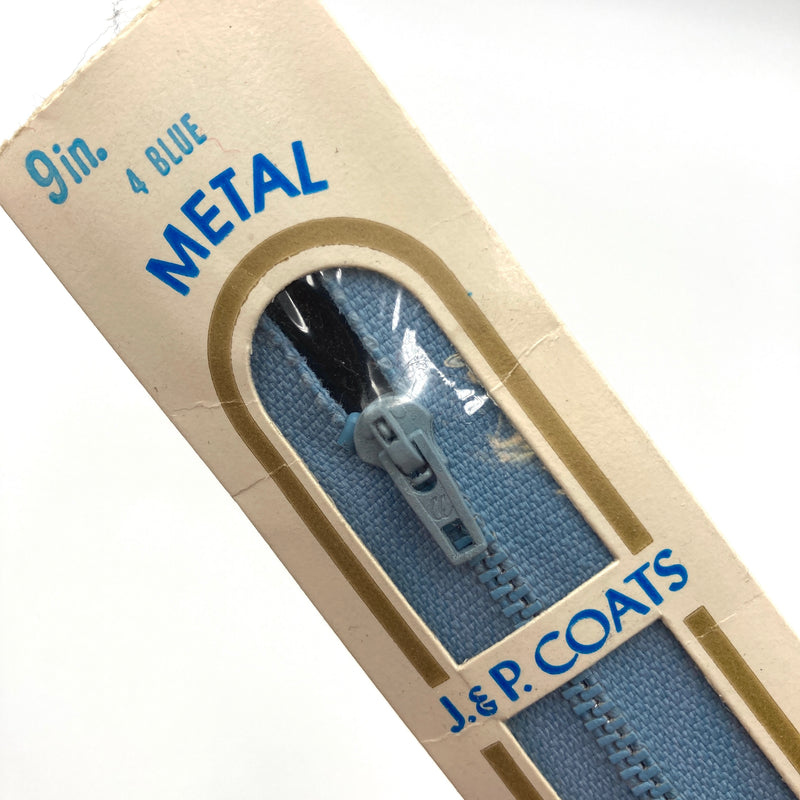 9in.
4 BLUE
METAL
J.&P. COATS